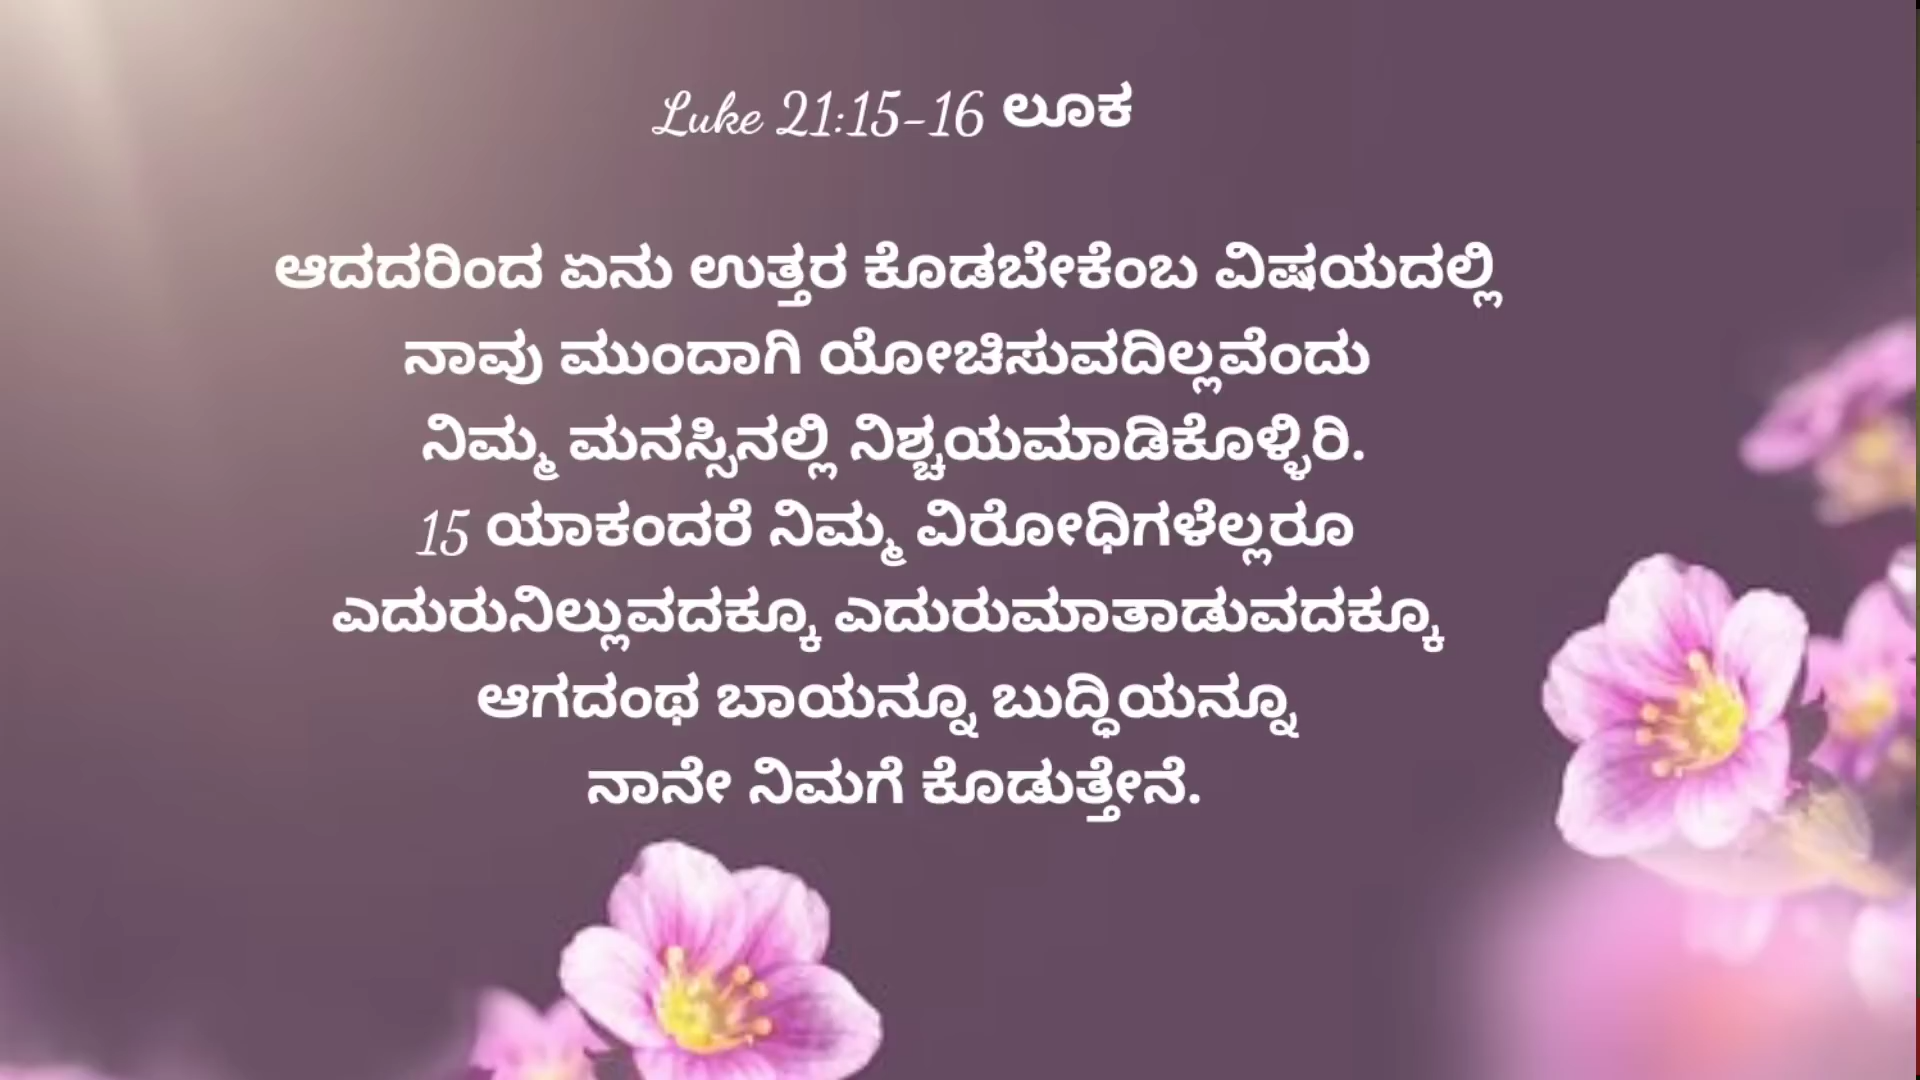 Luke 21:15-16 ಲೂಕ
ಆದದರಿಂದ ಏನು ಉತ್ತರ ಕೊಡಬೇಕೆಂಬ ವಿಷಯದಲ್ಲಿ
ನಾವು ಮುಂದಾಗಿ ಯೋಚಿಸುವದಿಲ್ಲವೆಂದು
ನಿಮ್ಮ ಮನಸ್ಸಿನಲ್ಲಿ ನಿಶ್ಚಯಮಾಡಿಕೊಳ್ಳಿರಿ.
15 ಯಾಕಂದರೆ ನಿಮ್ಮ ವಿರೋಧಿಗಳೆಲ್ಲರೂ
ಎದುರುನಿಲ್ಲುವದಕ್ಕೂ ಎದುರುಮಾತಾಡುವದಕ್ಕೂ
ಆಗದಂಥ ಬಾಯನ್ನೂ ಬುದ್ಧಿಯನ್ನೂ
ನಾನೇ ನಿಮಗೆ ಕೊಡುತ್ತೇನೆ.